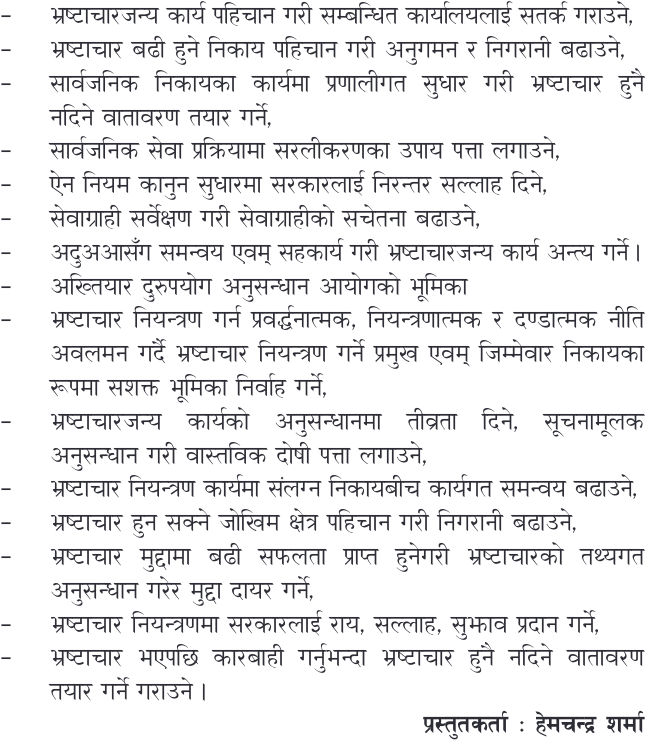 - भ्रष्टाचारजन्य कार्य पहिचान गरी सम्बन्धित कार्यालयलाई सतर्क गराउने,
- भ्रष्टाचार बढी हुने निकाय पहिचान गरी अनुगमन र निगरानी बढाउने,
- सार्वजनिक निकायका कार्यमा प्रणालीगत सुधार गरी भ्रष्टाचार हुनै
नदिने वातावरण तयार गर्ने,
- सार्वजनिक सेवा प्रक्रियामा सरलीकरणका उपाय पत्ता लगाउने,
- ऐन नियम कानुन सुधारमा सरकारलाई निरन्तर सल्लाह दिने,
- सेवाग्राही सर्वेक्षण गरी सेवाग्राहीको सचेतना बढाउने,
- अदुअआसँग समन्वय एवम् सहकार्य गरी भ्रष्टाचारजन्य कार्य अन्त्य गर्ने।
- अख्तियार दुरुपयोग अनुसन्धान आयोगको भूमिका
- भ्रष्टाचार नियन्त्रण गर्न प्रवर्द्धनात्मक, नियन्त्रणात्मक र दण्डात्मक नीति
अवलमन गर्दै भ्रष्टाचार नियन्त्रण गर्ने प्रमुख एवम् जिम्मेवार निकायका
रूपमा सशक्त भूमिका निर्वाह गर्ने,
- भ्रष्टाचारजन्य कार्यको अनुसन्धानमा तीव्रता दिने, सूचनामूलक
अनुसन्धान गरी वास्तविक दोषी पत्ता लगाउने,
- भ्रष्टाचार नियन्त्रण कार्यमा संलग्न निकायबीच कार्यगत समन्वय बढाउने,
- भ्रष्टाचार हुन सक्ने जोखिम क्षेत्र पहिचान गरी निगरानी बढाउने,
- भ्रष्टाचार मुद्दामा बढी सफलता प्राप्त हुनेगरी भ्रष्टाचारको तथ्यगत
अनुसन्धान गरेर मुद्दा दायर गर्ने,
- भ्रष्टाचार नियन्त्रणमा सरकारलाई राय, सल्लाह, सुझाव प्रदान गर्ने,
- भ्रष्टाचार भएपछि कारबाही गर्नुभन्दा भ्रष्टाचार हुनै नदिने वातावरण
तयार गर्ने गराउने।
प्रस्तुतकर्ता : हेमचन्द्र शर्मा